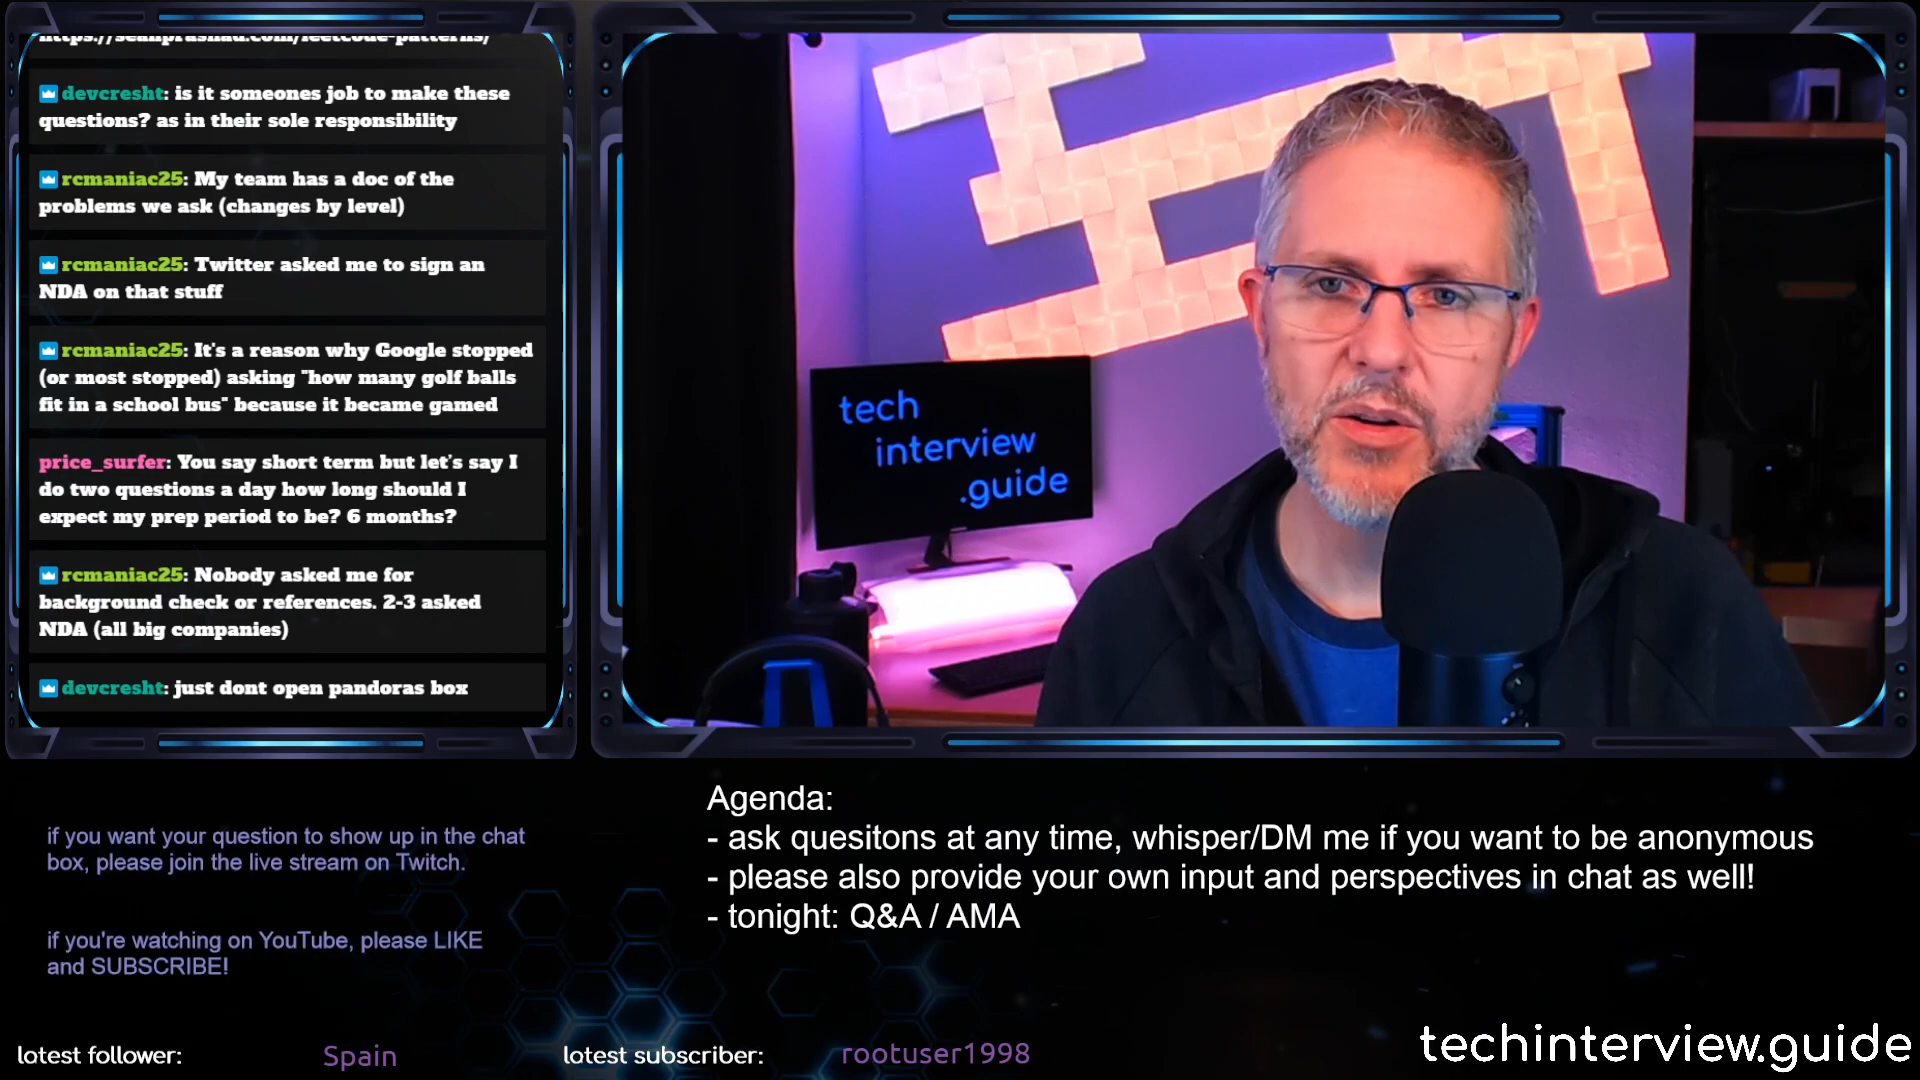 https://seanprashad.com/leetcode-patterns/
devcresht: is it someones job to make these
questions? as in their sole responsibility
rcmaniac25: My team has a doc of the
problems we ask (changes by level)
rcmaniac25: Twitter asked me to sign an
NDA on that stuff
rcmaniac25: It's a reason why Google stopped
(or most stopped) asking "how many golf balls
fit in a school bus" because it became gamed
price_surfer: You say short term but let's say I
do two questions a day how long should I
expect my prep period to be? 6 months?
rcmaniac25: Nobody asked me for
background check or references. 2-3 asked
NDA (all big companies)
devcresht: just dont open pandoras box
tech
interview
.guide
if you want your question to show up in the chat
box, please join the live stream on Twitch.
if you're watching on YouTube, please LIKE
and SUBSCRIBE!
Agenda:
- ask quesitons at any time, whisper/DM me if you want to be anonymous
- please also provide your own input and perspectives in chat as well!
- tonight: Q&A / AMA
latest follower: Spain
latest subscriber: rootuser1998
techinterview.guide